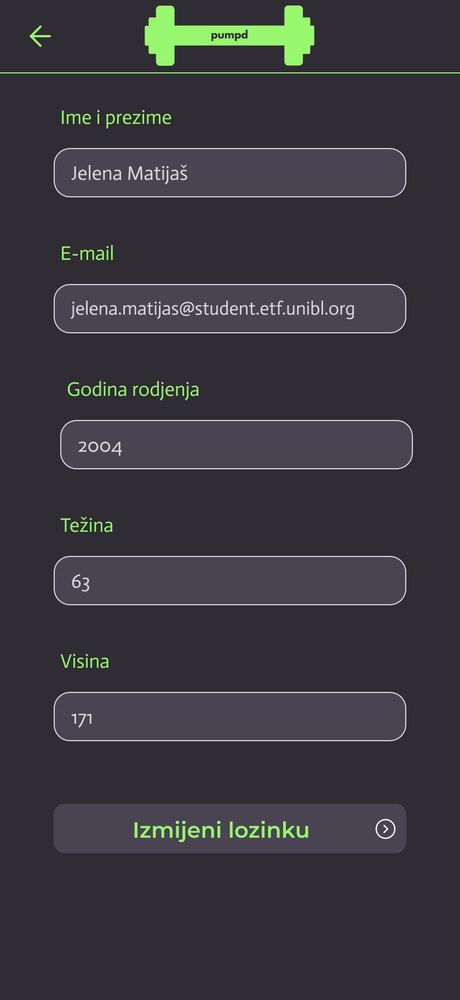 pumpd
Ime i prezime
Jelena Matijaš
E-mail
jelena.matijas@student.etf.unibl.org
Godina rodjenja
2004
Težina
63
Visina
171
Izmijeni lozinku